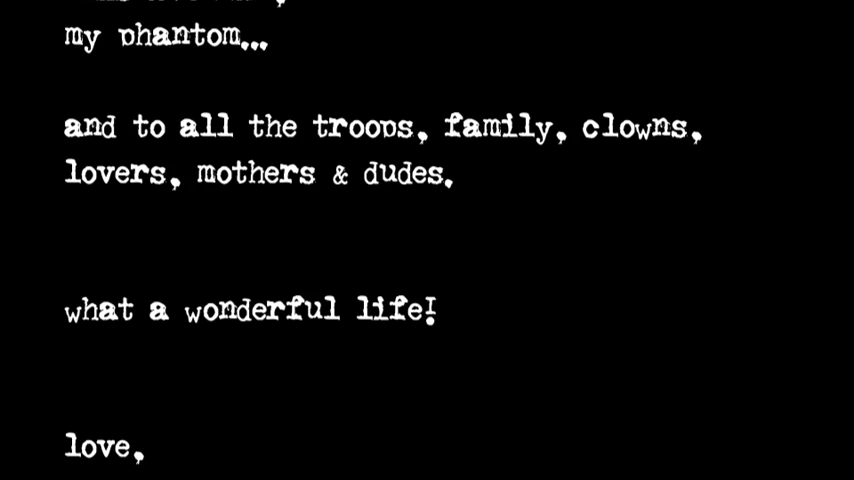 my phantom...
and to all the troops, family, clowns,
lovers, mothers & dudes.
what a wonderful life!
love,